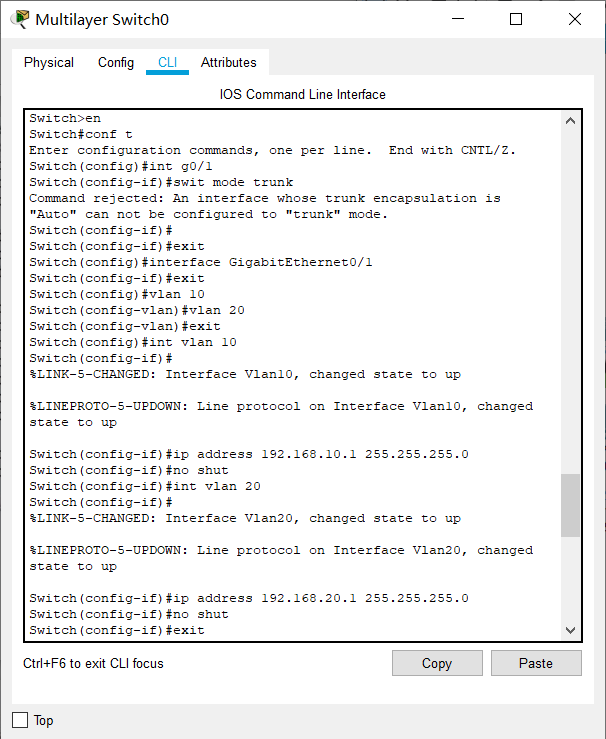 Multilayer Switch0
Physical Config CLI Attributes
IOS Command Line Interface
Switch>en
Switch#conf t
Enter configuration commands, one per line.  End with CNTL/Z.
Switch(config)#int g0/1
Switch(config-if)#swit mode trunk
Command rejected: An interface whose trunk encapsulation is
"Auto" can not be configured to "trunk" mode.
Switch(config-if)#
Switch(config-if)#exit
Switch(config)#interface GigabitEthernet0/1
Switch(config-if)#exit
Switch(config)#vlan 10
Switch(config-vlan)#vlan 20
Switch(config-vlan)#exit
Switch(config)#int vlan 10
Switch(config-if)#
%LINK-5-CHANGED: Interface Vlan10, changed state to up
%LINEPROTO-5-UPDOWN: Line protocol on Interface Vlan10, changed
state to up
Switch(config-if)#ip address 192.168.10.1 255.255.255.0
Switch(config-if)#no shut
Switch(config-if)#int vlan 20
Switch(config-if)#
%LINK-5-CHANGED: Interface Vlan20, changed state to up
%LINEPROTO-5-UPDOWN: Line protocol on Interface Vlan20, changed
state to up
Switch(config-if)#ip address 192.168.20.1 255.255.255.0
Switch(config-if)#no shut
Switch(config-if)#exit
Ctrl+F6 to exit CLI focus
Copy
Paste
Top